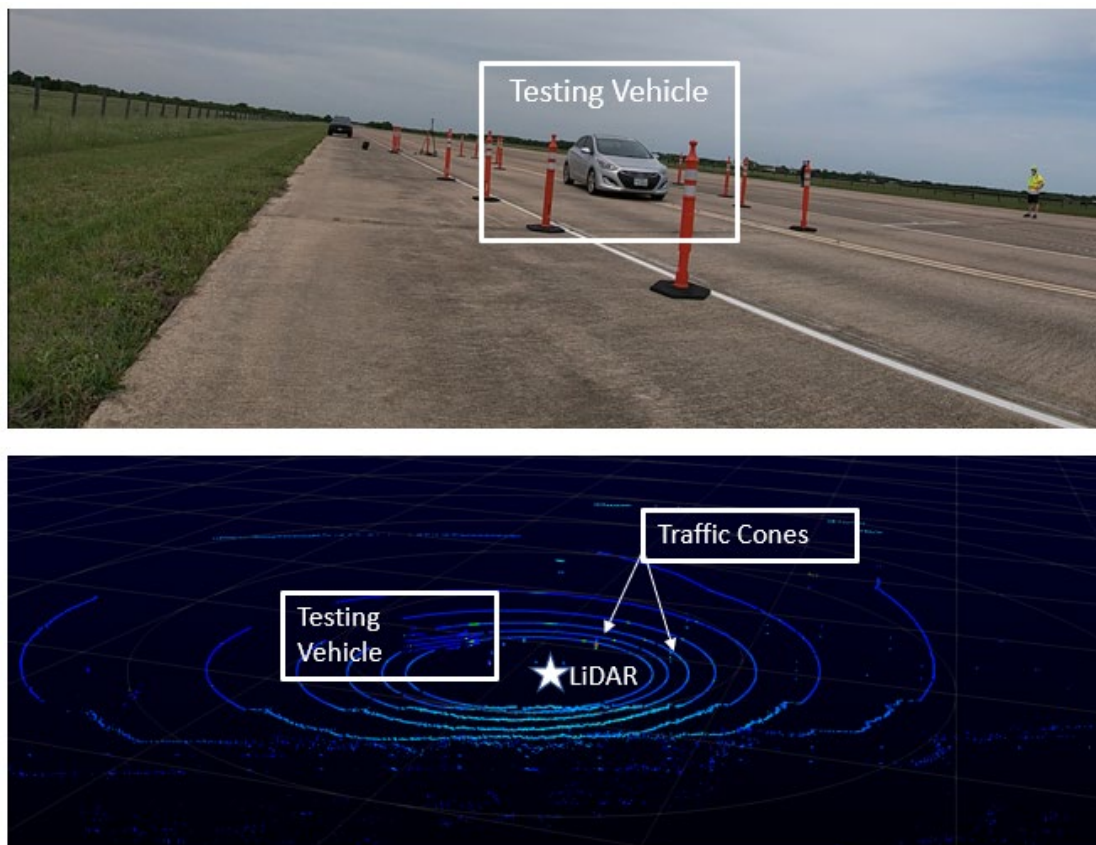 Testing Vehicle
Traffic Cones
Testing
Vehicle
LiDAR